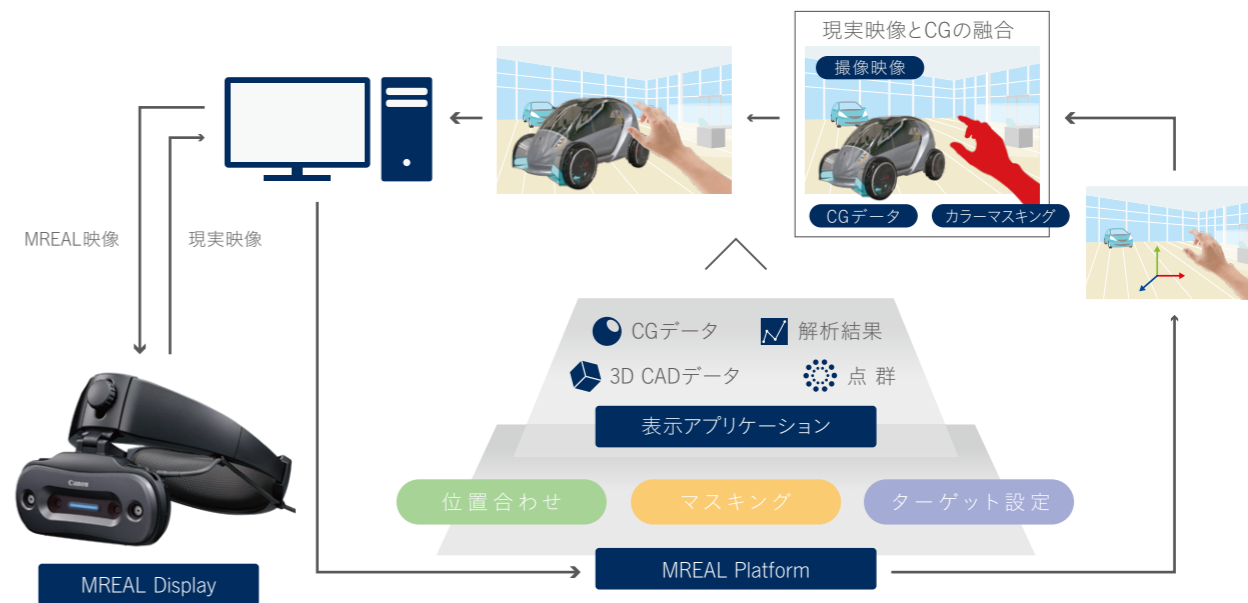 現実映像とCGの融合
撮像映像
CGデータ
カラーマスキング
MREAL映像
現実映像
CGデータ
解析結果
3D CADデータ
点 群
表示アプリケーション
位置合わせ
マスキング
ターゲット設定
Canon
MREAL Display
MREAL Platform